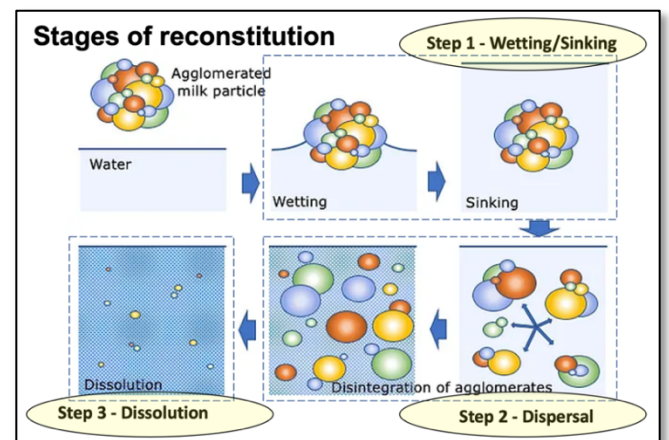 Stages of reconstitution
Step 1 - Wetting/Sinking
Agglomerated
milk particle
Water
Wetting
Sinking
Dissolution
Disintegration of agglomerates
Step 3 - Dissolution
Step 2 - Dispersal